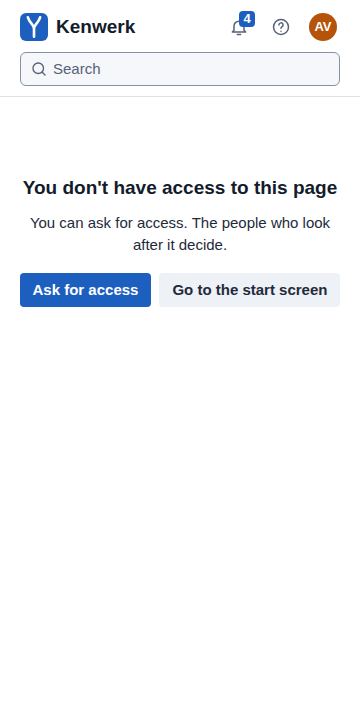 Kenwerk
4
AV
Search
You don't have access to this page
You can ask for access. The people who look
after it decide.
Ask for access
Go to the start screen